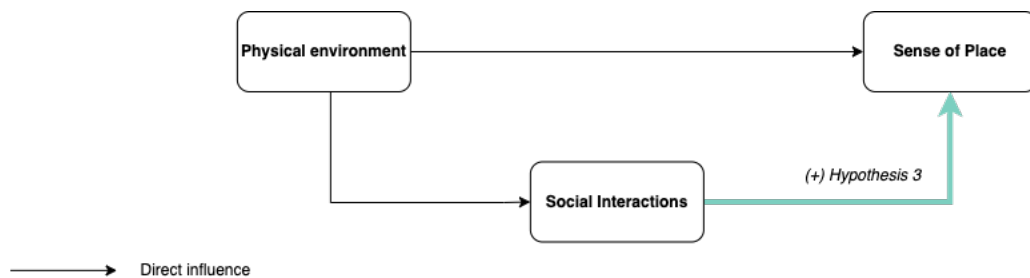 Physical environment
Sense of Place
(+) Hypothesis 3
Social Interactions
Direct influence